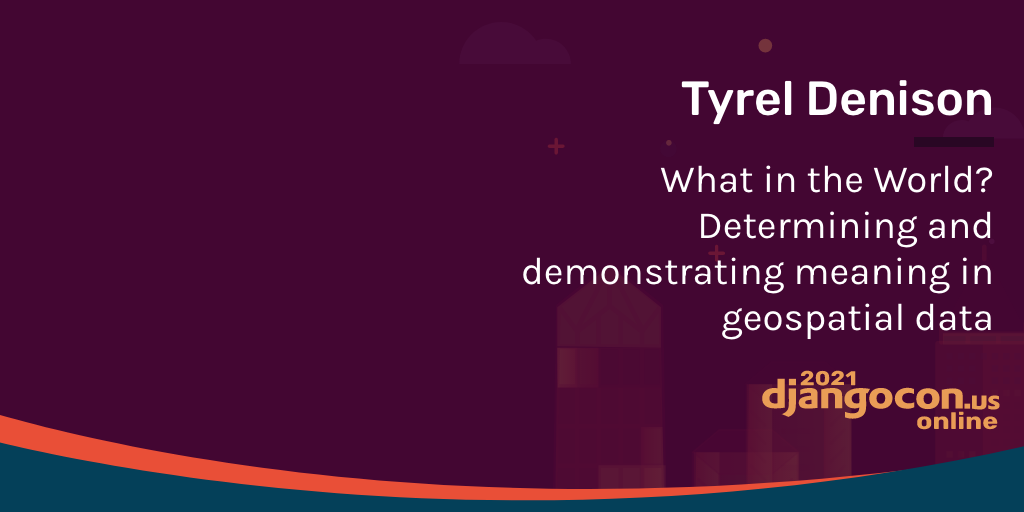 Tyrel Denison
What in the World?
Determining and
demonstrating meaning in
geospatial data
2021
djangocon.us
online